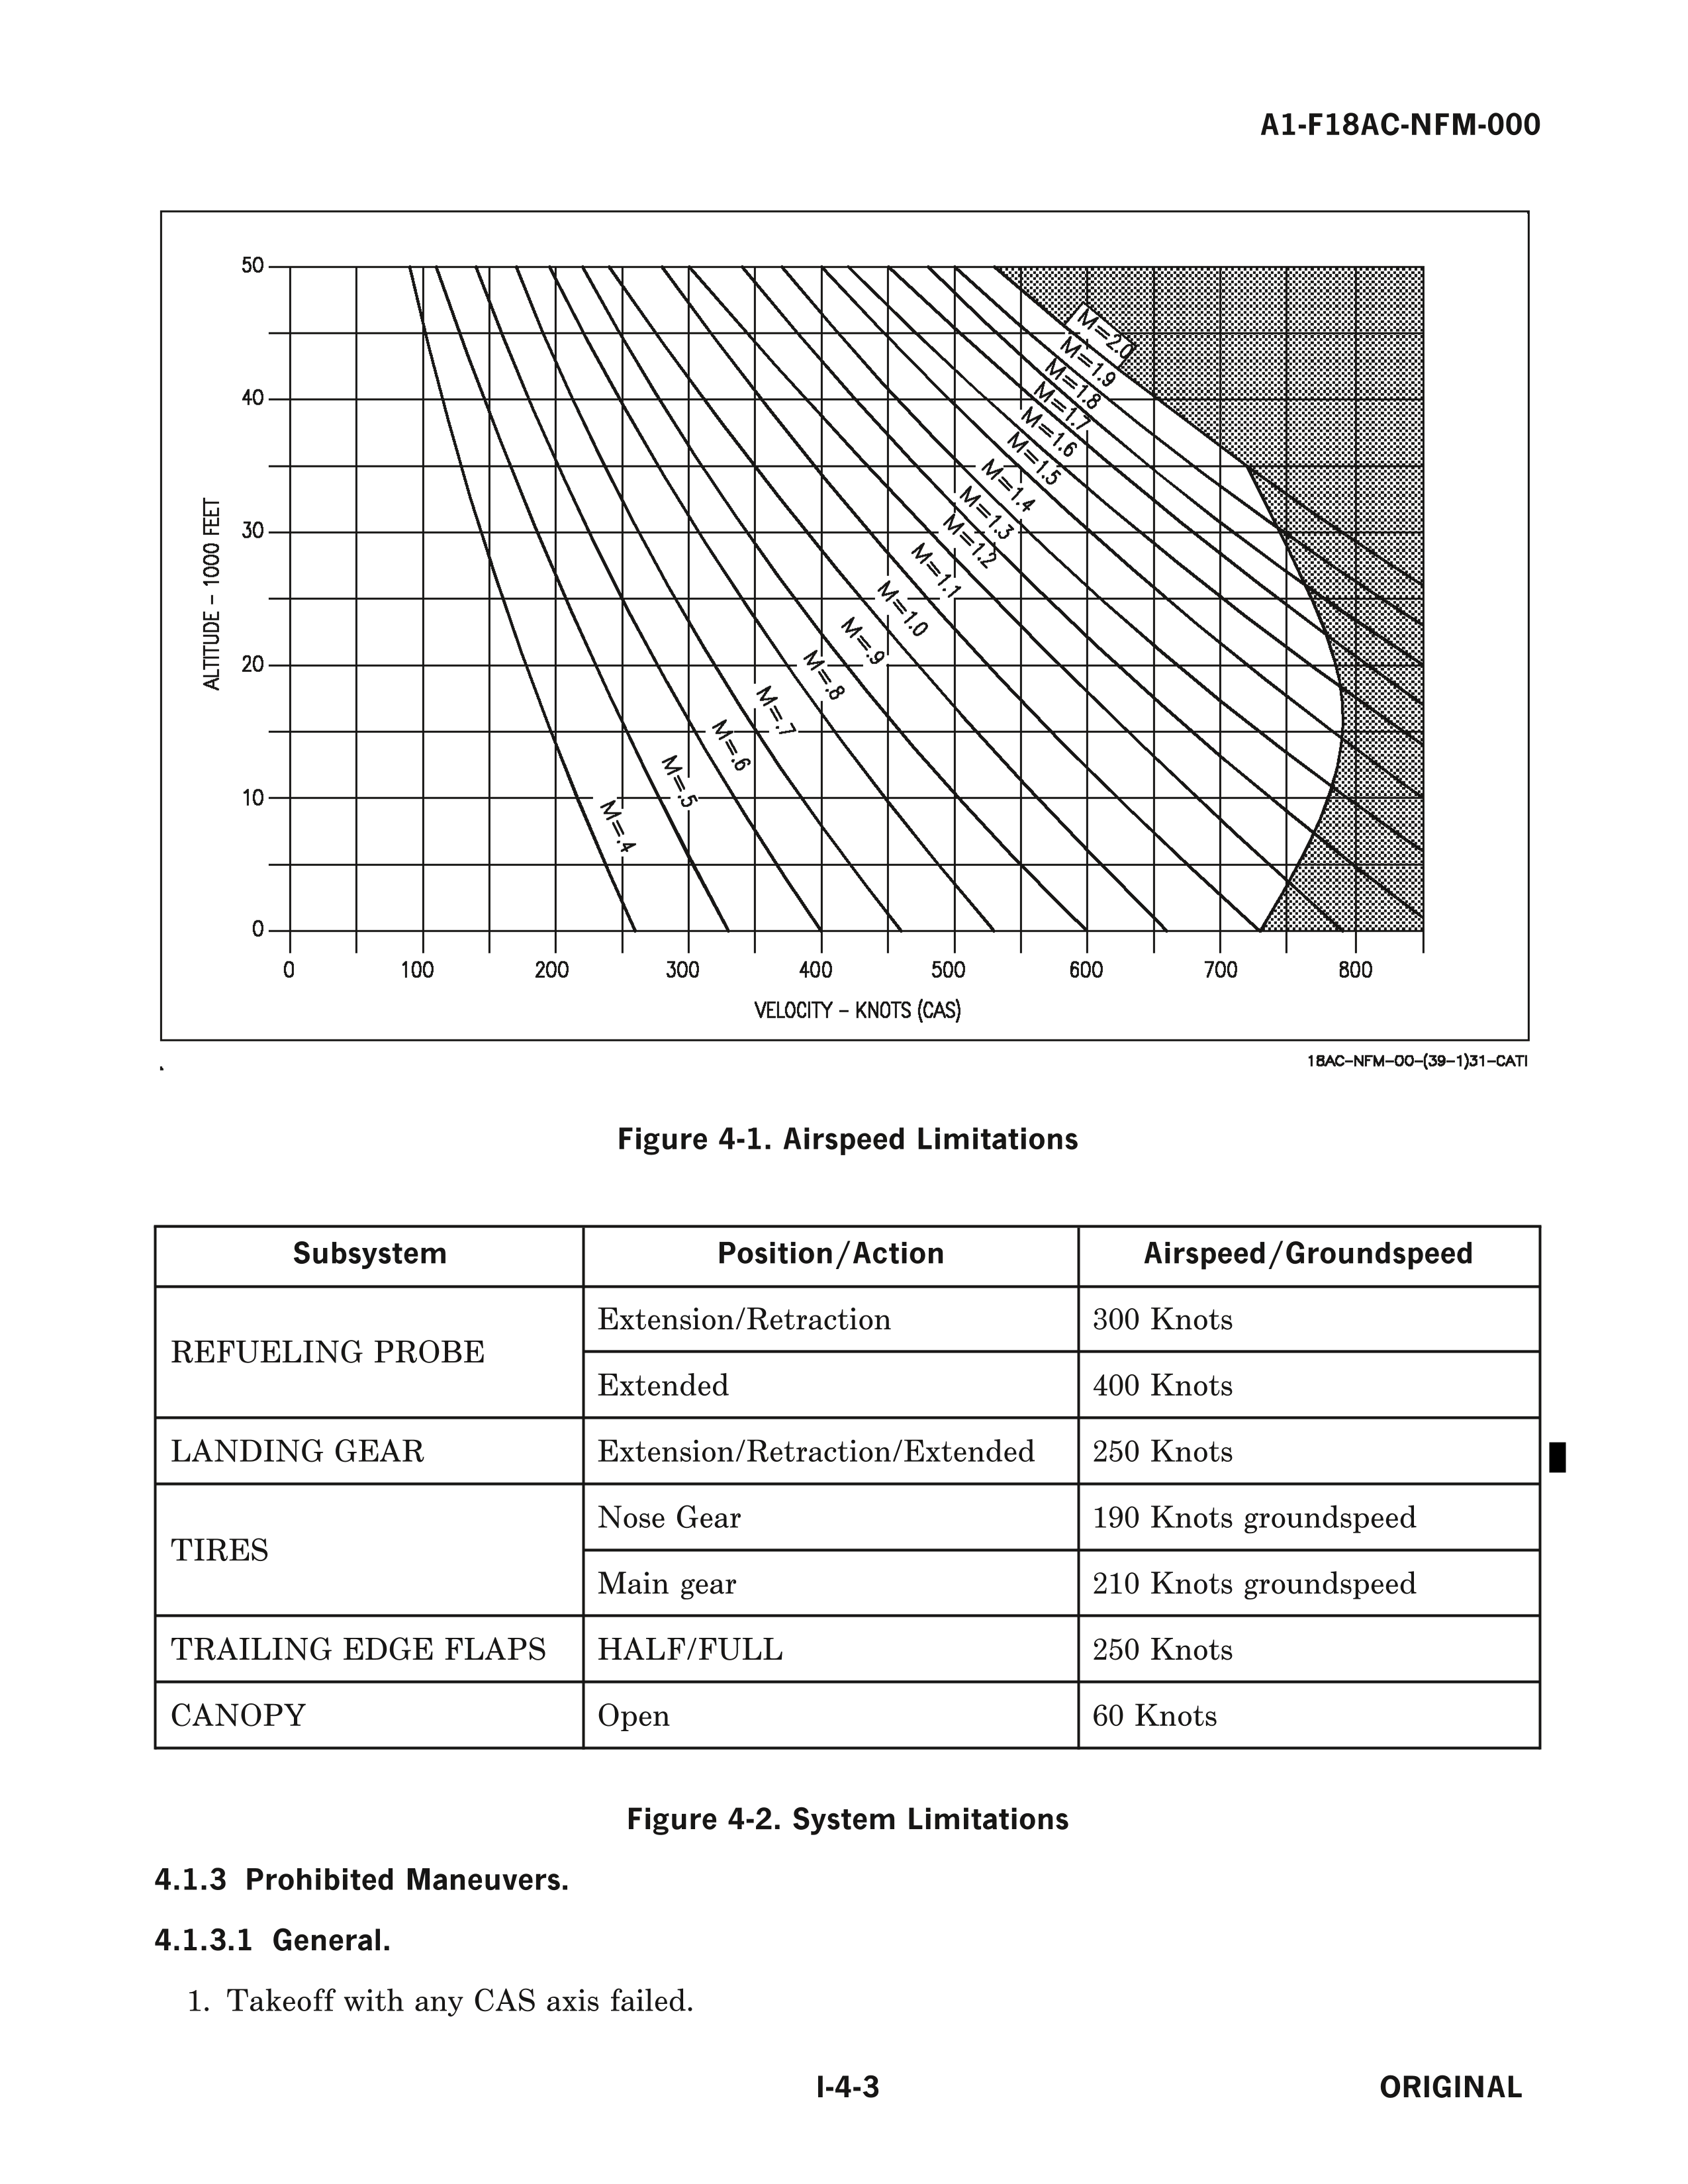 A1-F18AC-NFM-000
50
40
30
20
10
0
ALTITUDE – 1000 FEET
M=2.0
M=1.9
M=1.8
M=1.7
M=1.6
M=1.5
M=1.4
M=1.3
M=1.2
M=1.1
M=1.0
M=.9
M=.8
M=.7
M=.6
M=.5
M=.4
0 100 200 300 400 500 600 700 800
VELOCITY – KNOTS (CAS)
18AC-NFM-00-(39-1)31-CATI
Figure 4-1. Airspeed Limitations
Subsystem Position/Action Airspeed/Groundspeed
REFUELING PROBE Extension/Retraction 300 Knots
Extended 400 Knots
LANDING GEAR Extension/Retraction/Extended 250 Knots
TIRES Nose Gear 190 Knots groundspeed
Main gear 210 Knots groundspeed
TRAILING EDGE FLAPS HALF/FULL 250 Knots
CANOPY Open 60 Knots
Figure 4-2. System Limitations
4.1.3 Prohibited Maneuvers.
4.1.3.1 General.
1. Takeoff with any CAS axis failed.
I-4-3 ORIGINAL